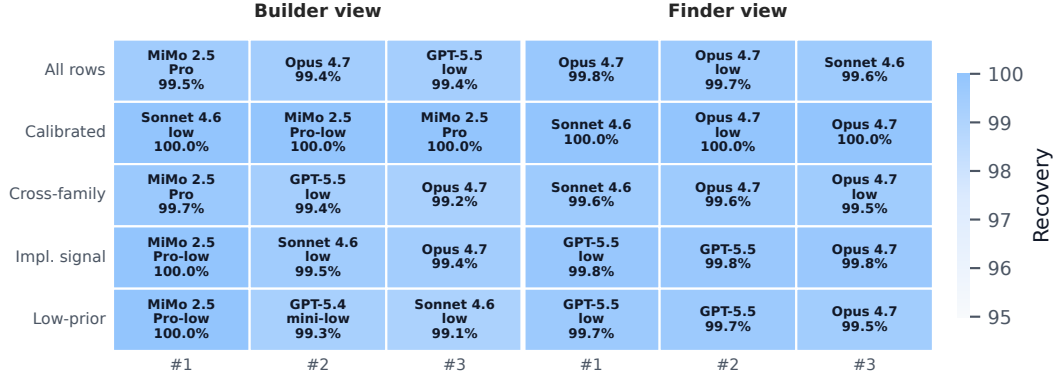 Builder view
Finder view
All rows
MiMo 2.5
Pro
99.5%
Opus 4.7
99.4%
GPT-5.5
low
99.4%
Opus 4.7
99.8%
Opus 4.7
low
99.7%
Sonnet 4.6
99.6%
Calibrated
Sonnet 4.6
low
100.0%
MiMo 2.5
Pro-low
100.0%
MiMo 2.5
Pro
100.0%
Sonnet 4.6
100.0%
Opus 4.7
low
100.0%
Opus 4.7
100.0%
Cross-family
MiMo 2.5
Pro
99.7%
GPT-5.5
low
99.4%
Opus 4.7
99.2%
Sonnet 4.6
99.6%
Opus 4.7
99.6%
Opus 4.7
low
99.5%
Impl. signal
MiMo 2.5
Pro-low
100.0%
Sonnet 4.6
low
99.5%
Opus 4.7
99.4%
GPT-5.5
low
99.8%
GPT-5.5
99.8%
Opus 4.7
99.8%
Low-prior
MiMo 2.5
Pro-low
100.0%
GPT-5.4
mini-low
99.3%
Sonnet 4.6
low
99.1%
GPT-5.5
low
99.7%
GPT-5.5
99.7%
Opus 4.7
99.5%
#1
#2
#3
#1
#2
#3
100
99
98
97
96
95
Recovery